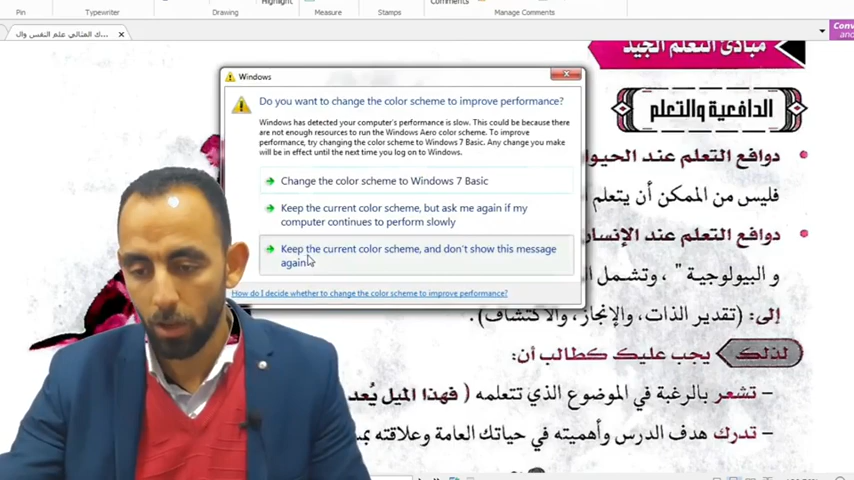 Highlight
Comments
Pin
Drawing
Measure
Stamps
Manage Comments
Conv
and
ك المثالي علم النفس وال...
مبادئ التعلم الجيد
Windows
Do you want to change the color scheme to improve performance?
Windows has detected your computer's performance is slow. This could be because there
are not enough resources to run the Windows Aero color scheme. To improve
performance, try changing the color scheme to Windows 7 Basic. Any change you make
will be in effect until the next time you log on to Windows.
Change the color scheme to Windows 7 Basic
Keep the current color scheme, but ask me again if my
computer continues to perform slowly
Keep the current color scheme, and don't show this message
again
How do I decide whether to change the color scheme to improve performance?
الدافعية والتعلم
دوافع التعلم عند الحيوا
فليس من الممكن أن يتعلم
دوافع التعلم عند الإنسا
و البيولوجية " ، وتشمل ا
إلى: (تقدير الذات، والإنجاز، والاكتشاف).
لذلك يجب عليك كطالب أن:
– تشعر بالرغبة في الموضوع الذي تتعلمه ( فهذا الميل يُعد
– تدرك هدف الدرس وأهميته في حياتك العامة وعلاقته